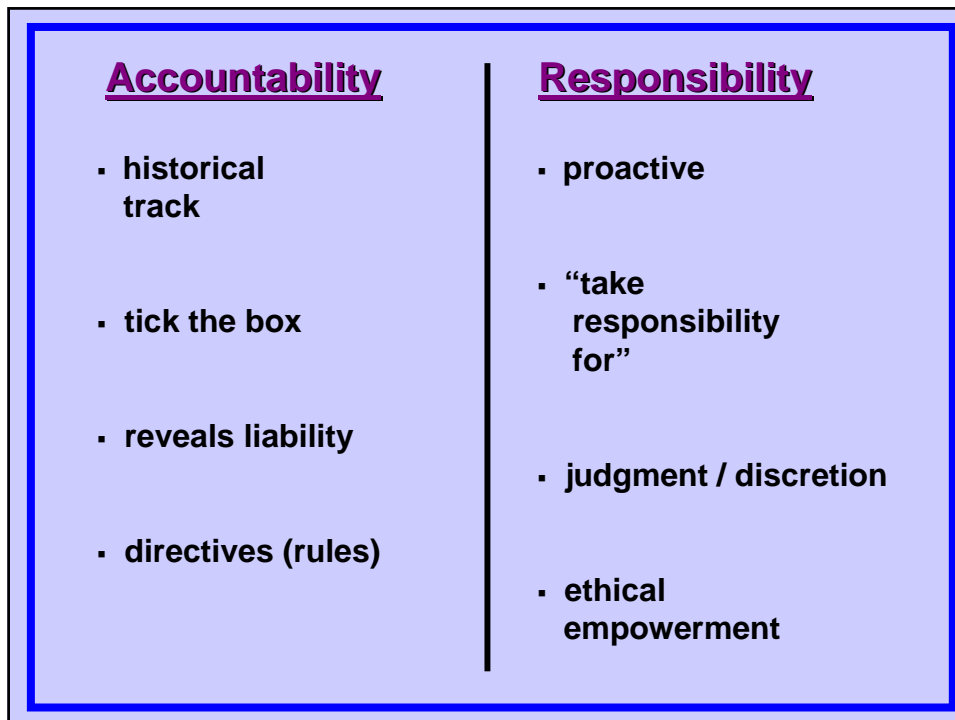 Accountability
▪ historical
track
▪ tick the box
▪ reveals liability
▪ directives (rules)
Responsibility
▪ proactive
▪ “take
responsibility
for”
▪ judgment / discretion
▪ ethical
empowerment